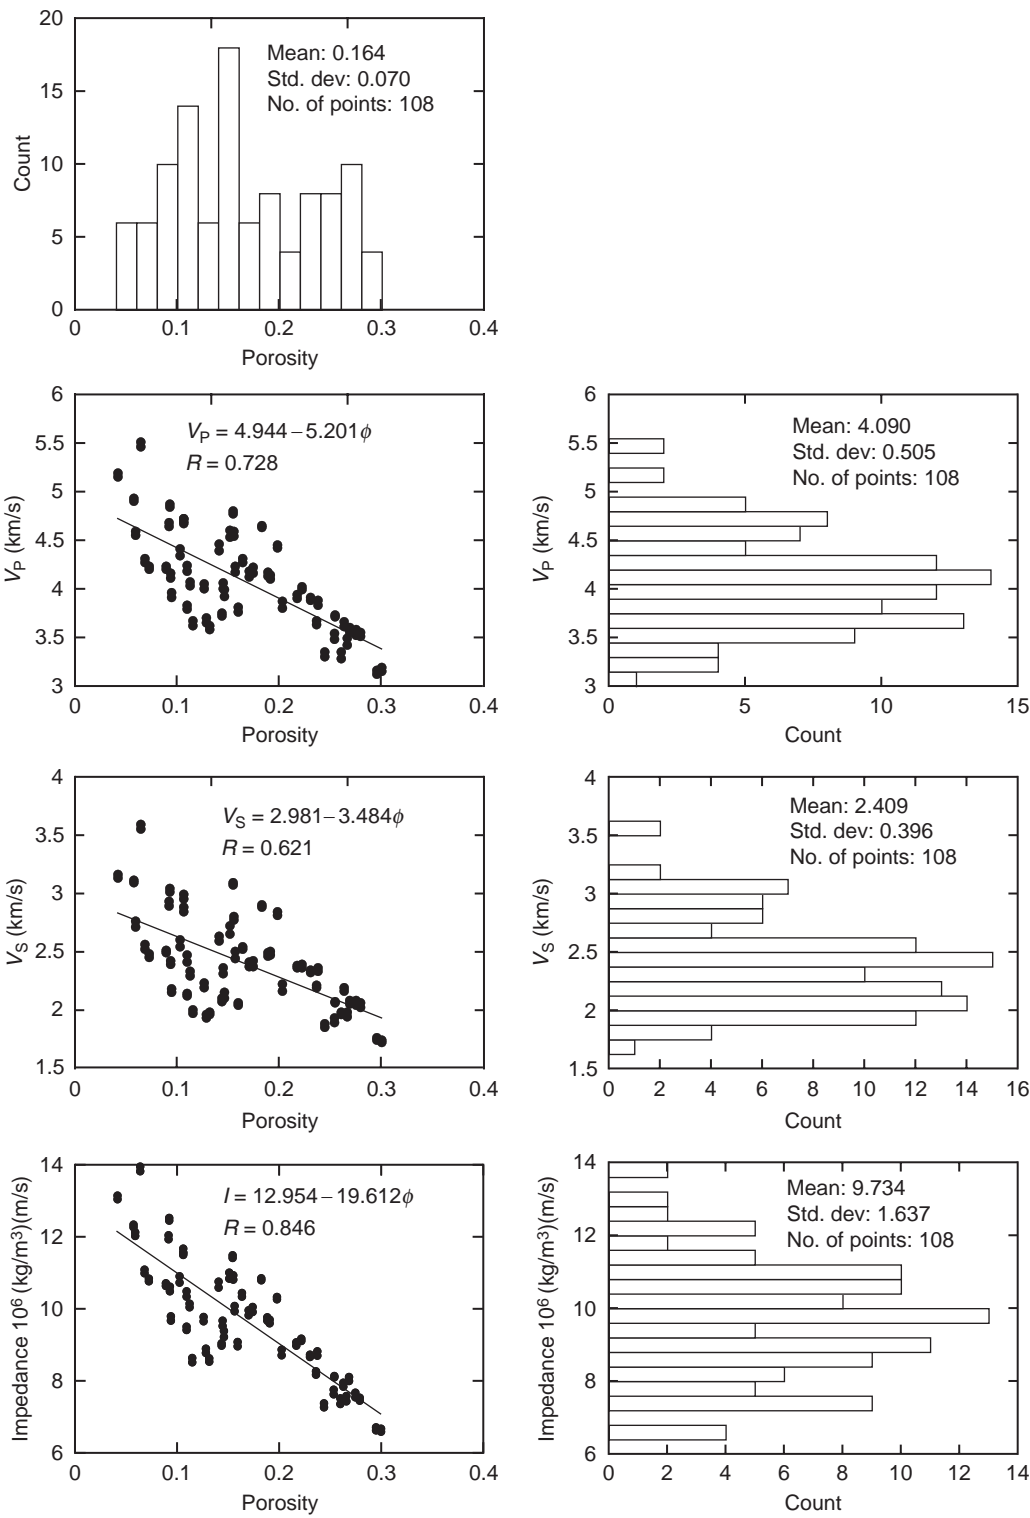 20
15
10
5
0
Count
Mean: 0.164
Std. dev: 0.070
No. of points: 108
0 0.1 0.2 0.3 0.4
Porosity
6
5.5
5
4.5
4
3.5
3
V_P (km/s)
V_P = 4.944–5.201ϕ
R = 0.728
0 0.1 0.2 0.3 0.4
Porosity
6
5.5
5
4.5
4
3.5
3
V_P (km/s)
Mean: 4.090
Std. dev: 0.505
No. of points: 108
0 5 10 15
Count
4
3.5
3
2.5
2
1.5
V_S (km/s)
V_S = 2.981–3.484ϕ
R = 0.621
0 0.1 0.2 0.3 0.4
Porosity
4
3.5
3
2.5
2
1.5
V_S (km/s)
Mean: 2.409
Std. dev: 0.396
No. of points: 108
0 2 4 6 8 10 12 14 16
Count
14
12
10
8
6
Impedance 10⁶ (kg/m³)(m/s)
I = 12.954–19.612ϕ
R = 0.846
0 0.1 0.2 0.3 0.4
Porosity
14
12
10
8
6
Impedance 10⁶ (kg/m³)(m/s)
Mean: 9.734
Std. dev: 1.637
No. of points: 108
0 2 4 6 8 10 12 14
Count